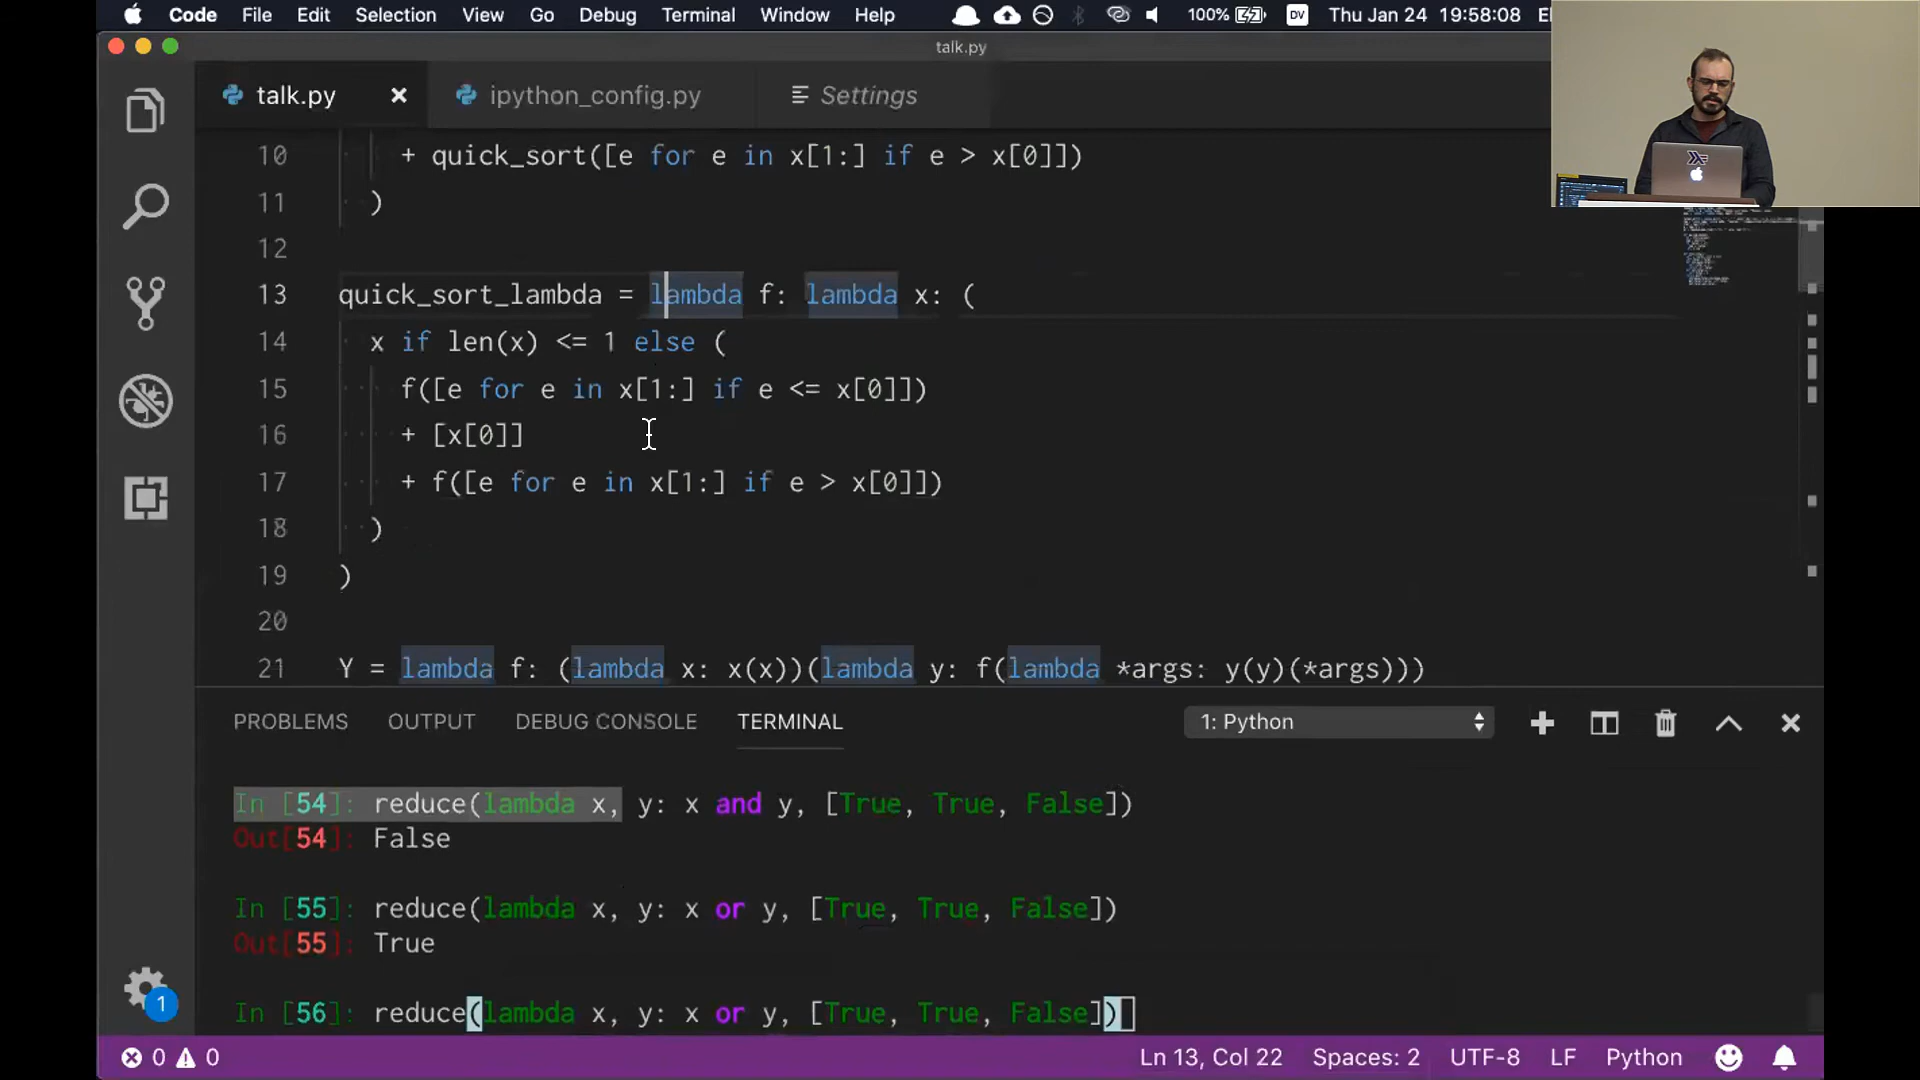 Code File Edit Selection View Go Debug Terminal Window Help 100% DV Thu Jan 24 19:58:08
talk.py
talk.py ipython_config.py Settings
10 + quick_sort([e for e in x[1:] if e > x[0]])
11 )
12
13 quick_sort_lambda = lambda f: lambda x: (
14 x if len(x) <= 1 else (
15 f([e for e in x[1:] if e <= x[0]])
16 + [x[0]]
17 + f([e for e in x[1:] if e > x[0]])
18 )
19 )
20
21 Y = lambda f: (lambda x: x(x))(lambda y: f(lambda *args: y(y)(*args)))
PROBLEMS OUTPUT DEBUG CONSOLE TERMINAL 1: Python
In [54]: reduce(lambda x, y: x and y, [True, True, False])
Out[54]: False
In [55]: reduce(lambda x, y: x or y, [True, True, False])
Out[55]: True
In [56]: reduce(lambda x, y: x or y, [True, True, False])
1
0 0 Ln 13, Col 22 Spaces: 2 UTF-8 LF Python